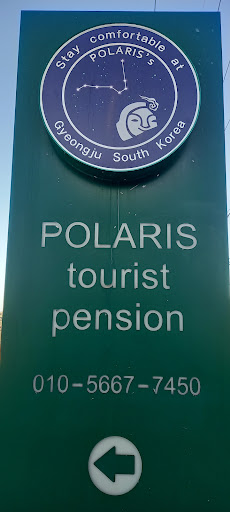 Stay comfortable at
POLARIS's
Gyeongju South Korea
POLARIS
tourist
pension
010-5667-7450